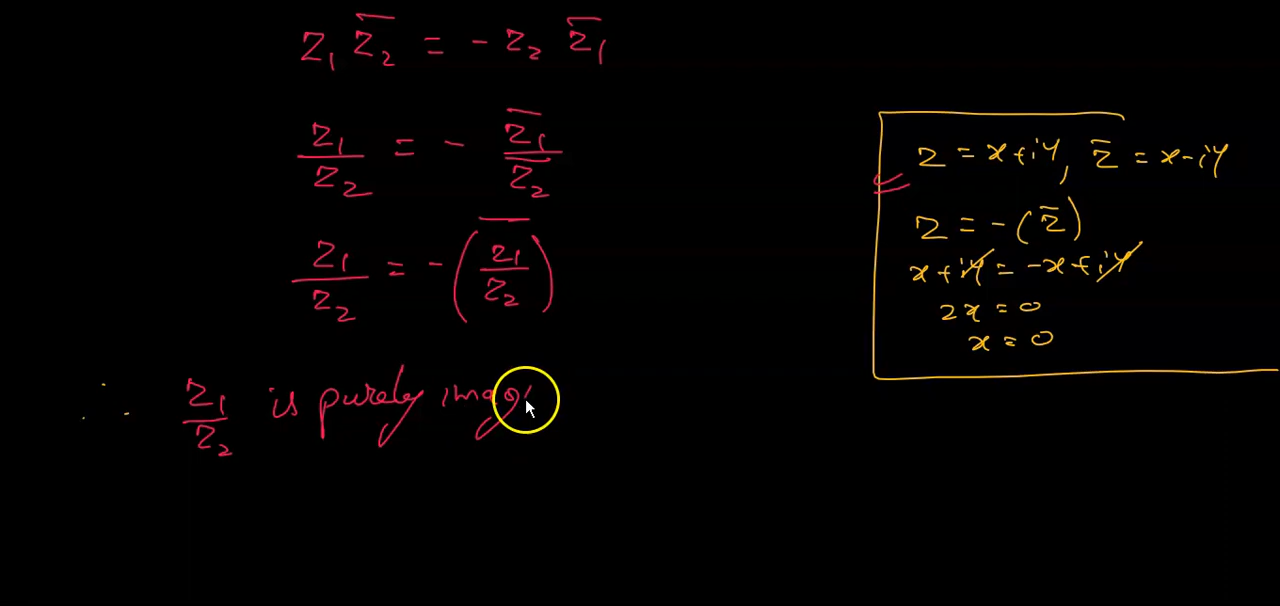 z₁ z̅₂ = - z₂ z̅₁
z₁/z₂ = - z̅₁/z̅₂
z₁/z₂ = - \overline{(z₁/z₂)}
∴ z₁/z₂ is purely imag
z = x + iy, z̅ = x - iy
z = - (z̅)
x + iy = -x + iy
2x = 0
x = 0